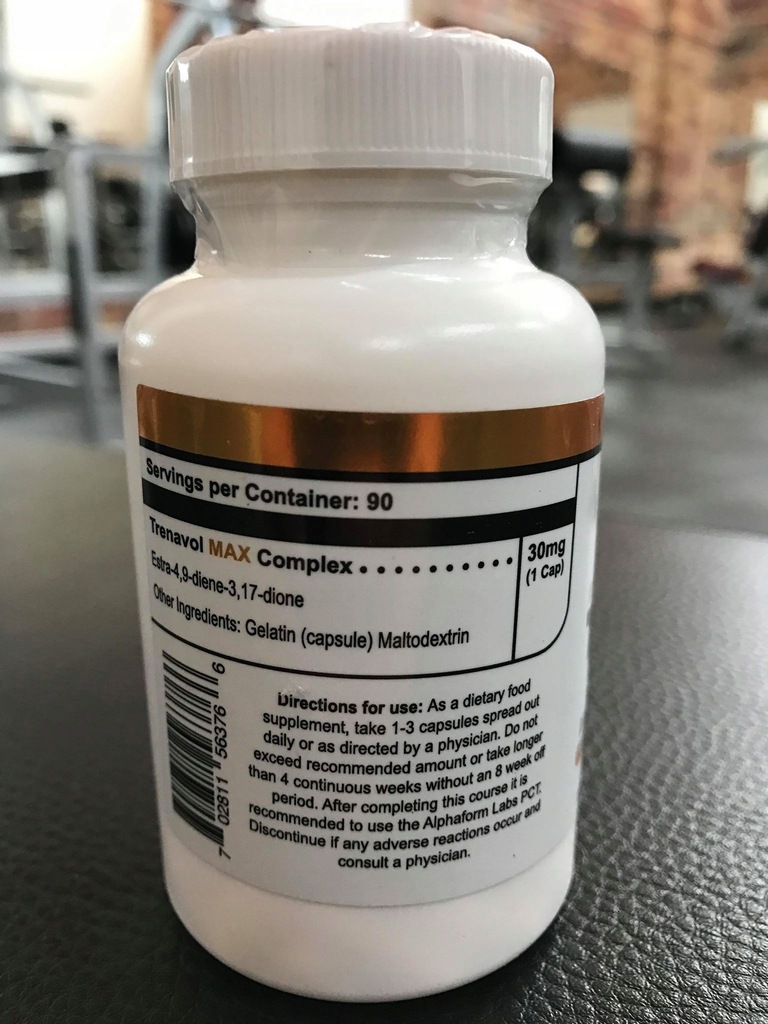 Servings per Container: 90
Trenavol MAX Complex .......... 30mg
(1 Cap)
Estra-4,9-diene-3,17-dione
Other Ingredients: Gelatin (capsule) Maltodextrin
Directions for use: As a dietary food
supplement, take 1-3 capsules spread out
daily or as directed by a physician. Do not
exceed recommended amount or take longer
than 4 continuous weeks without an 8 week off
period. After completing this course it is
recommended to use the Alphaform Labs PCT.
Discontinue if any adverse reactions occur and
consult a physician.
7 02811 56376 6